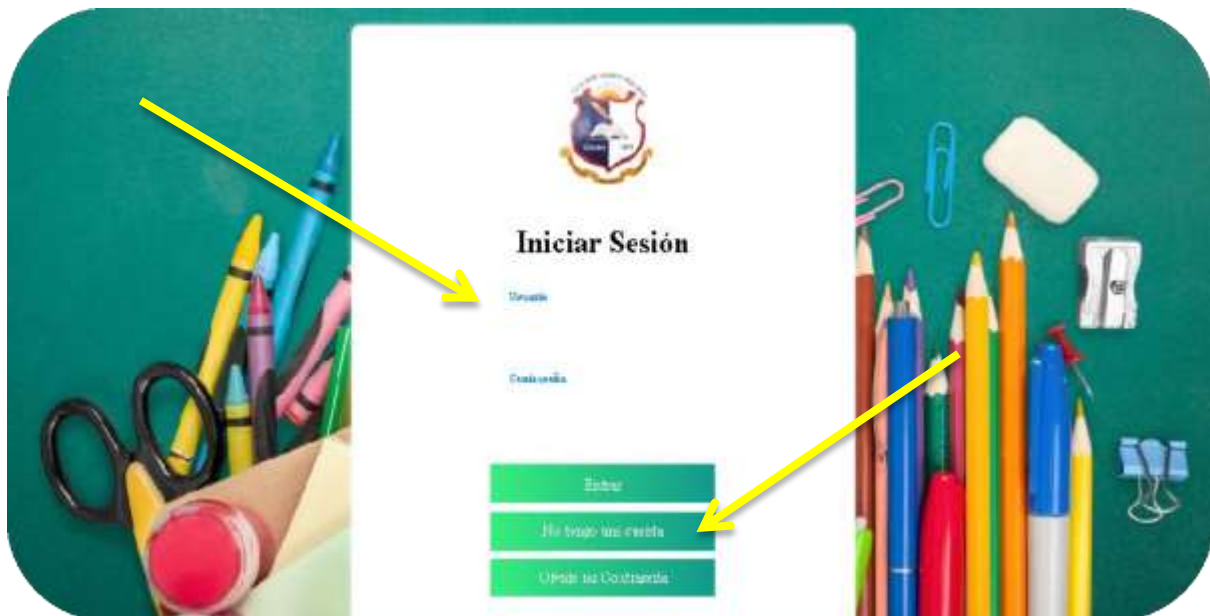 Iniciar Sesión
Usuario
Contraseña
Entrar
No tengo una cuenta
Olvide mi Contraseña